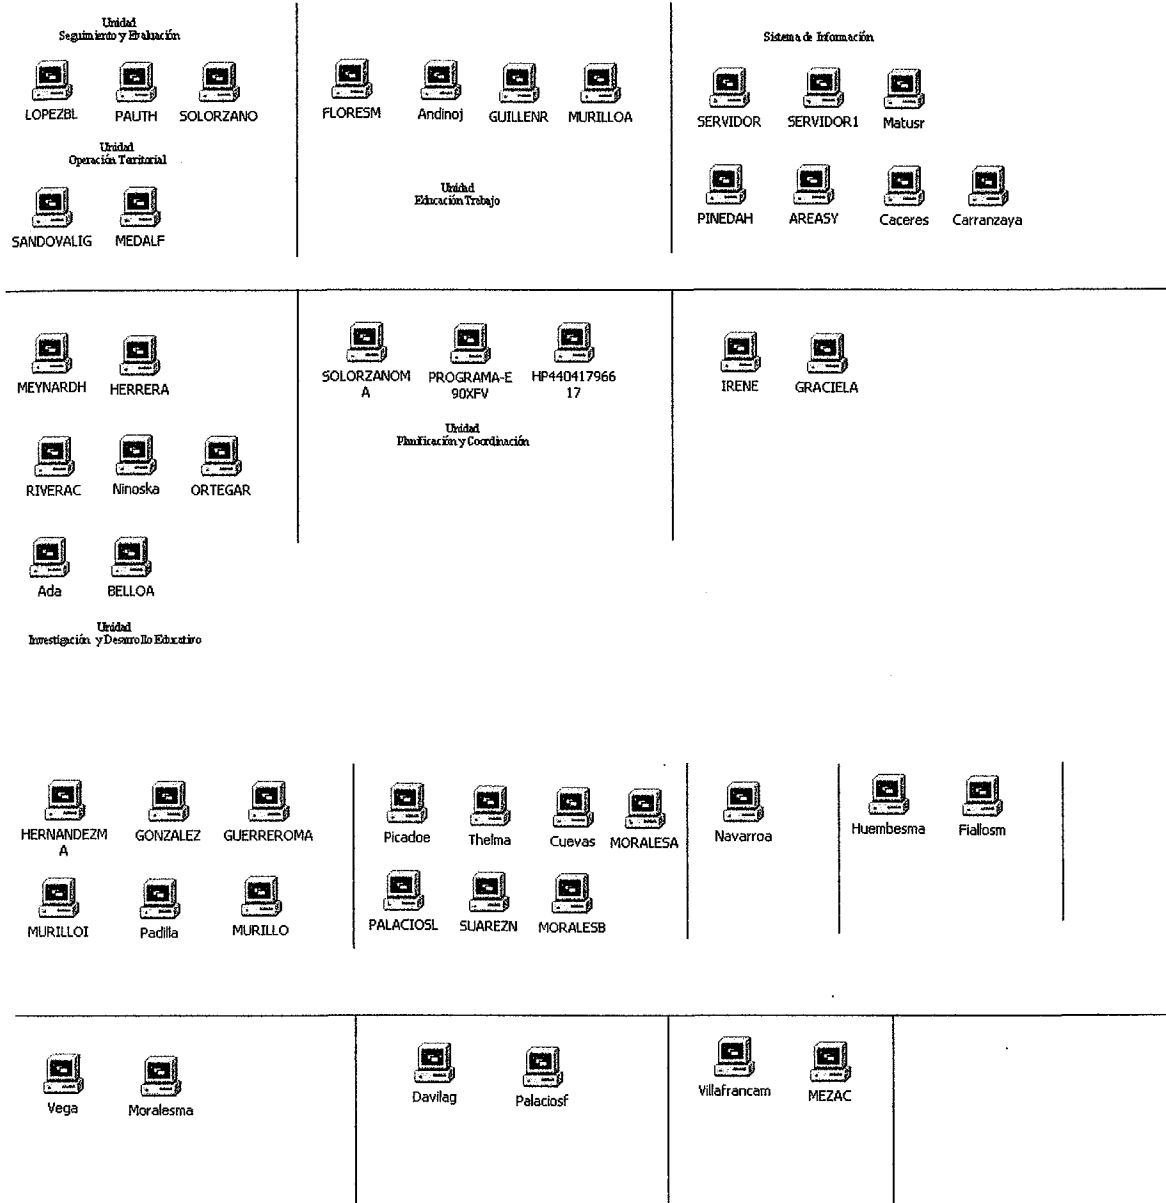 Unidad
Seguimiento y Evaluación
LOPEZBL PAUTH SOLORZANO
Unidad
Operación Territorial
SANDOVALIG MEDALF
FLORESM Andinoj GUILLENR MURILLOA
Unidad
Educación Trabajo
Sistema de Información
SERVIDOR SERVIDOR1 Matusr
PINEDAH AREASY Caceres Carranzaya
MEYNARDH HERRERA
RIVERAC Ninoska ORTEGAR
Ada BELLOA
Unidad
Investigación y Desarrollo Educativo
SOLORZANOM PROGRAMA-E HP440417966
A 90XFV 17
Unidad
Planificación y Coordinación
IRENE GRACIELA
HERNANDEZM GONZALEZ GUERREROMA
A
MURILLOI Padilla MURILLO
Picadoe Thelma Cuevas MORALESA
PALACIOSL SUAREZN MORALESB
Navarroa
Huembesma Fiallosm
Vega Moralesma
Davilag Palaciosf
Villafrancam MEZAC